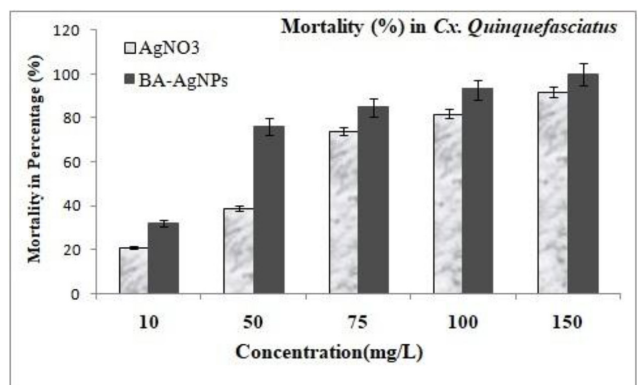 Mortality (%) in Cx. Quinquefasciatus
AgNO3
BA-AgNPs
Mortality in Percentage (%)
120
100
80
60
40
20
0
10 50 75 100 150
Concentration(mg/L)